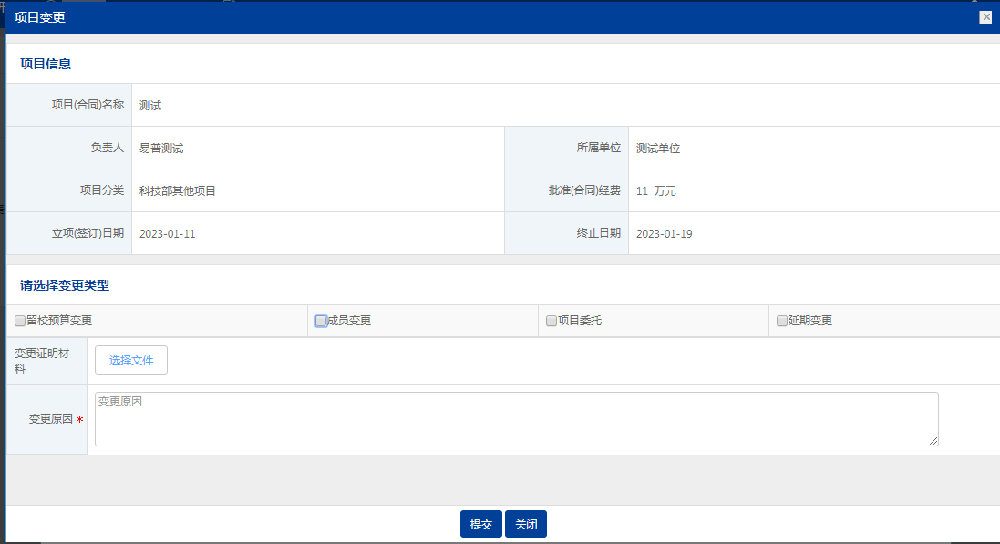 项目变更
项目信息
项目(合同)名称 测试
负责人 易普测试 所属单位 测试单位
项目分类 科技部其他项目 批准(合同)经费 11 万元
立项(签订)日期 2023-01-11 终止日期 2023-01-19
请选择变更类型
留校预算变更 成员变更 项目委托 延期变更
变更证明材
料
选择文件
变更原因
变更原因 *
提交 关闭